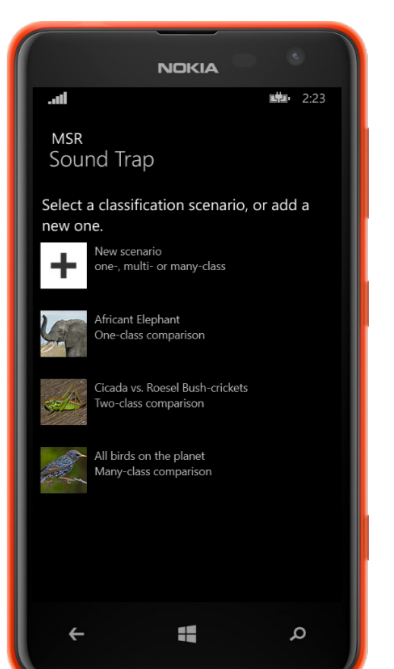 NOKIA
2:23
MSR
Sound Trap
Select a classification scenario, or add a
new one.
New scenario
one-, multi- or many-class
Africant Elephant
One-class comparison
Cicada vs. Roesel Bush-crickets
Two-class comparison
All birds on the planet
Many-class comparison